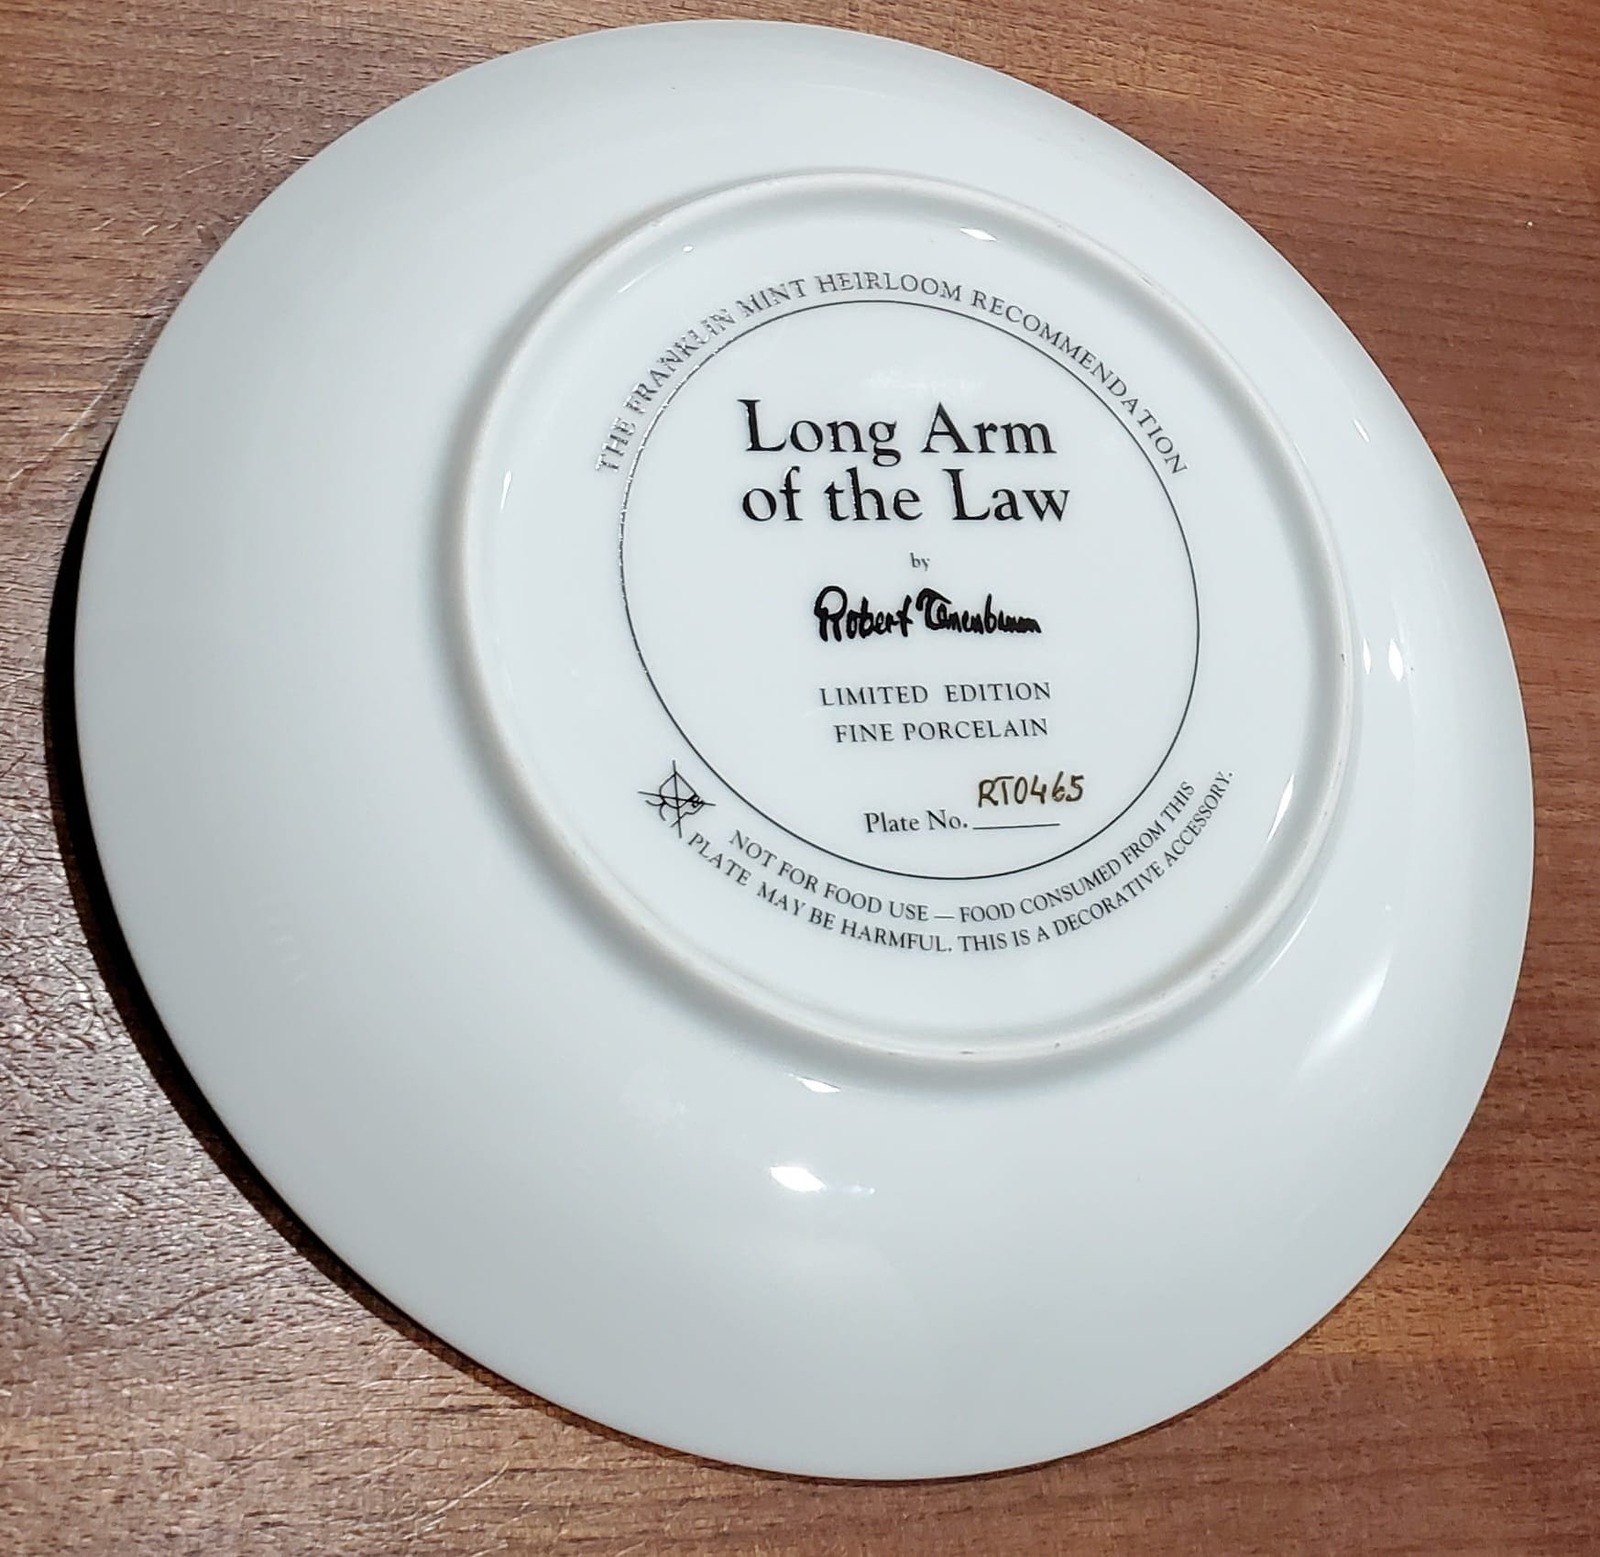 THE FRANKLIN MINT HEIRLOOM RECOMMENDATION
Long Arm
of the Law
by
Robert Tanenbaum
LIMITED EDITION
FINE PORCELAIN
Plate No. RT0465
NOT FOR FOOD USE — FOOD CONSUMED FROM THIS
PLATE MAY BE HARMFUL. THIS IS A DECORATIVE ACCESSORY.